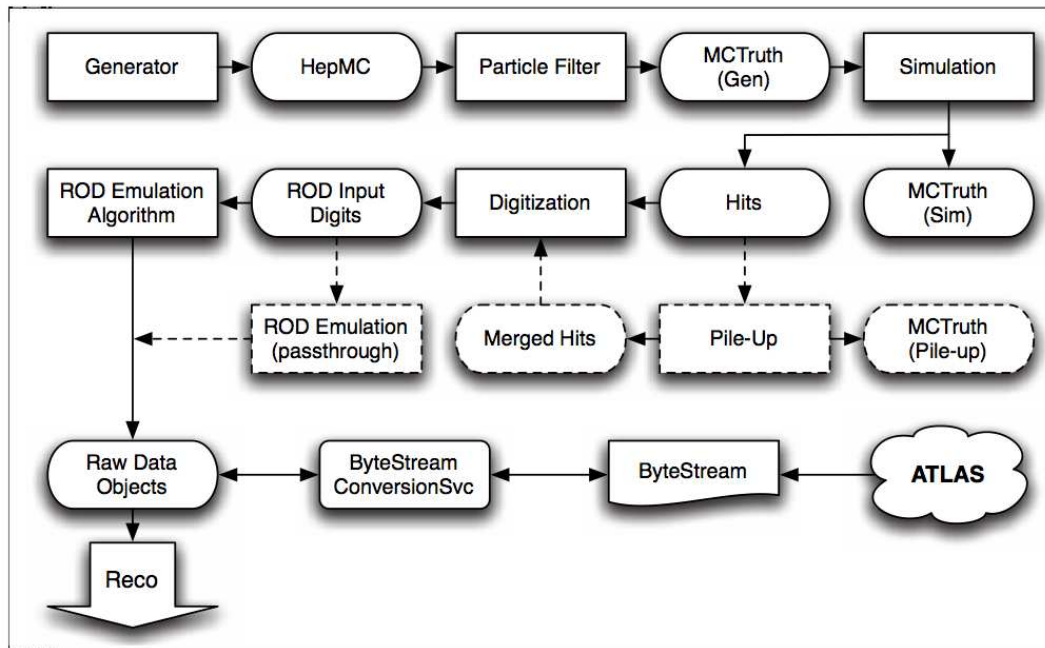 Generator
HepMC
Particle Filter
MCTruth
(Gen)
Simulation
ROD Emulation
Algorithm
ROD Input
Digits
Digitization
Hits
MCTruth
(Sim)
ROD Emulation
(passthrough)
Merged Hits
Pile-Up
MCTruth
(Pile-up)
Raw Data
Objects
ByteStream
ConversionSvc
ByteStream
ATLAS
Reco